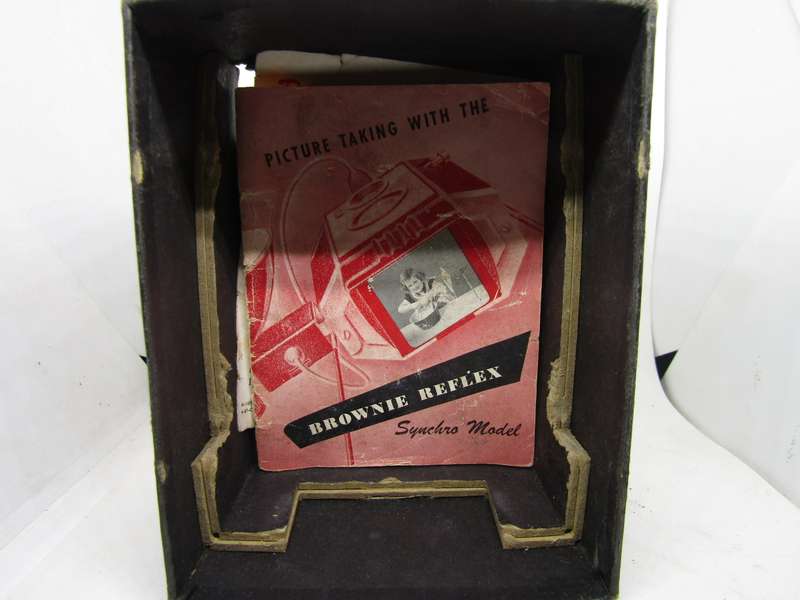 PICTURE TAKING WITH THE
BROWNIE REFLEX
Synchro Model